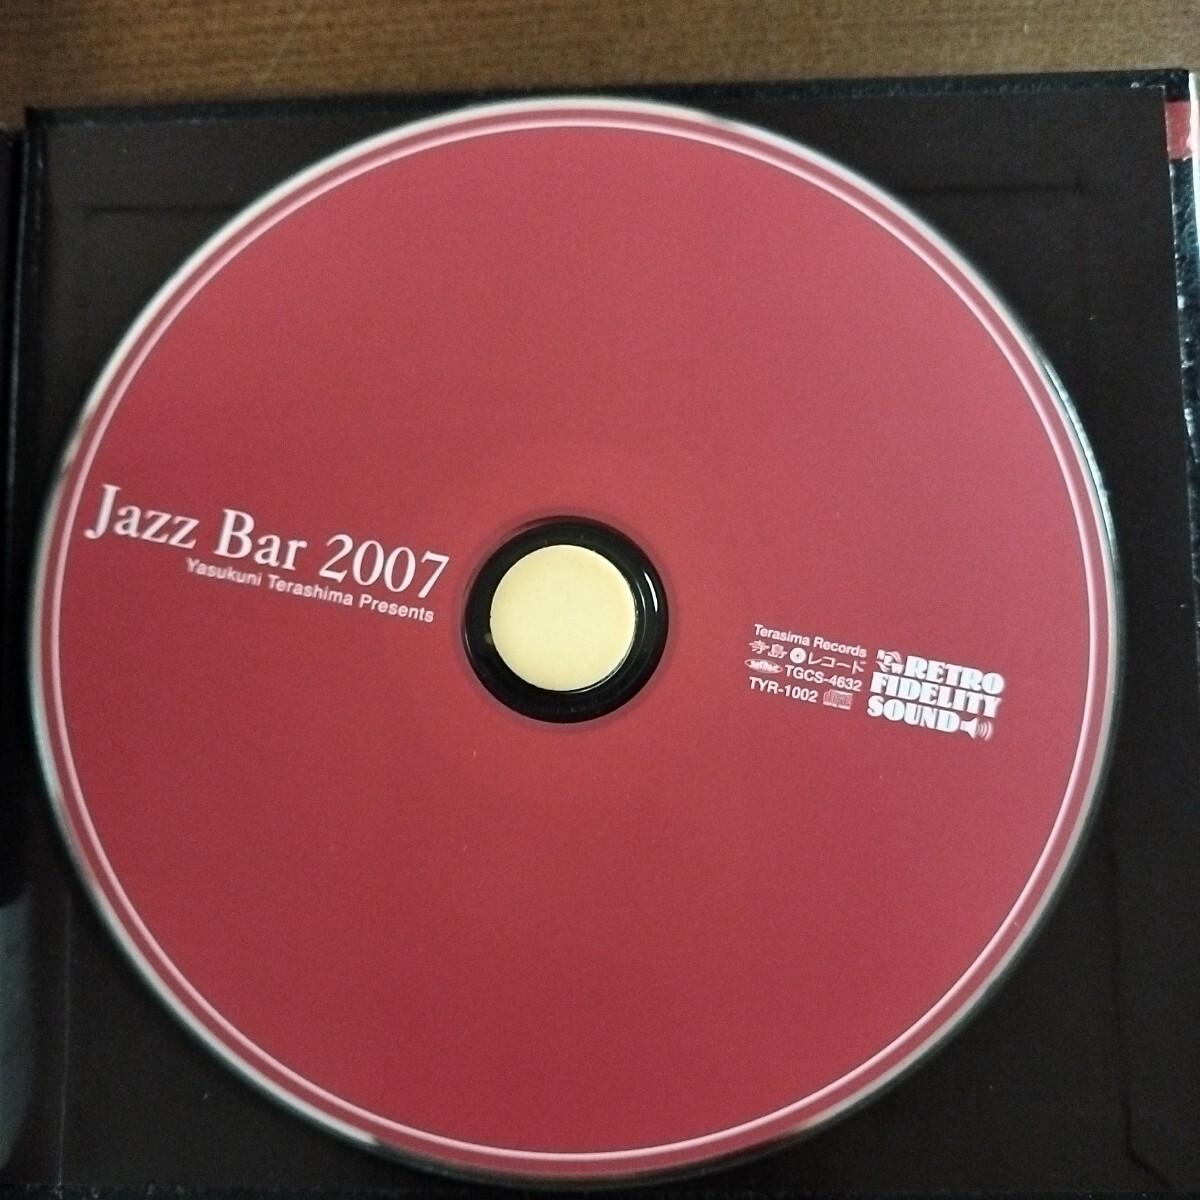 Jazz Bar 2007
Yasukuni Terashima Presents
Terasima Records
寺島レコード
TGCS-4632
TYR-1002
NEW RETRO
FIDELITY
SOUND